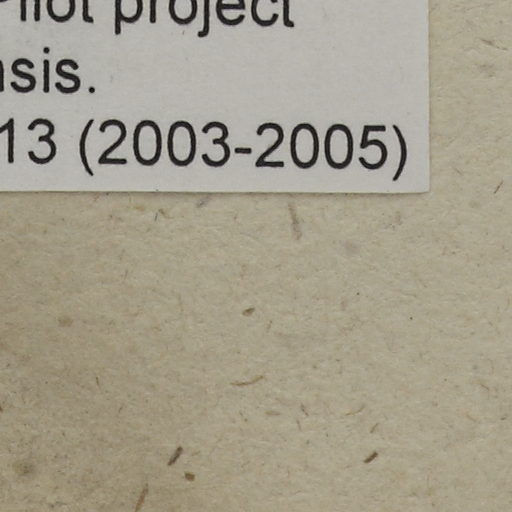 Pilot project
sis.
13 (2003-2005)